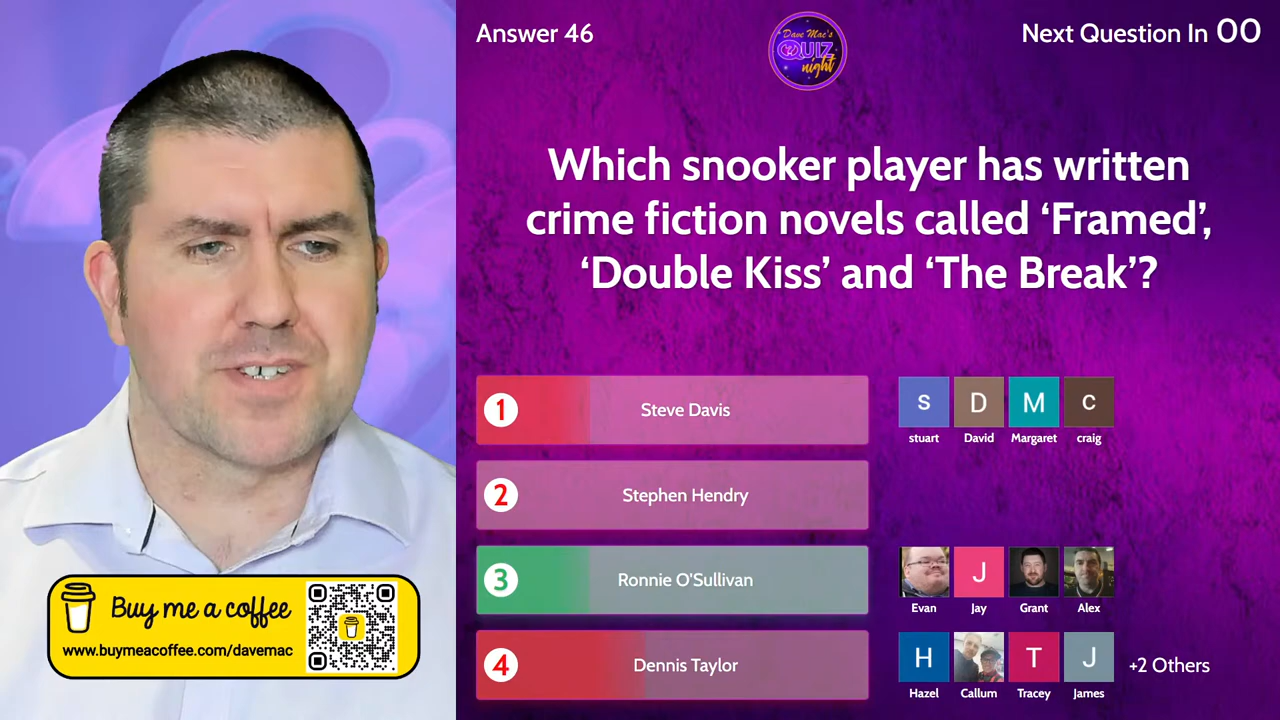 Answer 46
Dave Mac's
QUIZ
night
Next Question In 00
Which snooker player has written
crime fiction novels called ‘Framed’,
‘Double Kiss’ and ‘The Break’?
1 Steve Davis
S D M C
stuart David Margaret craig
2 Stephen Hendry
3 Ronnie O'Sullivan
J
Evan Jay Grant Alex
4 Dennis Taylor
H T J
+2 Others
Hazel Callum Tracey James
Buy me a coffee
www.buymeacoffee.com/davemac